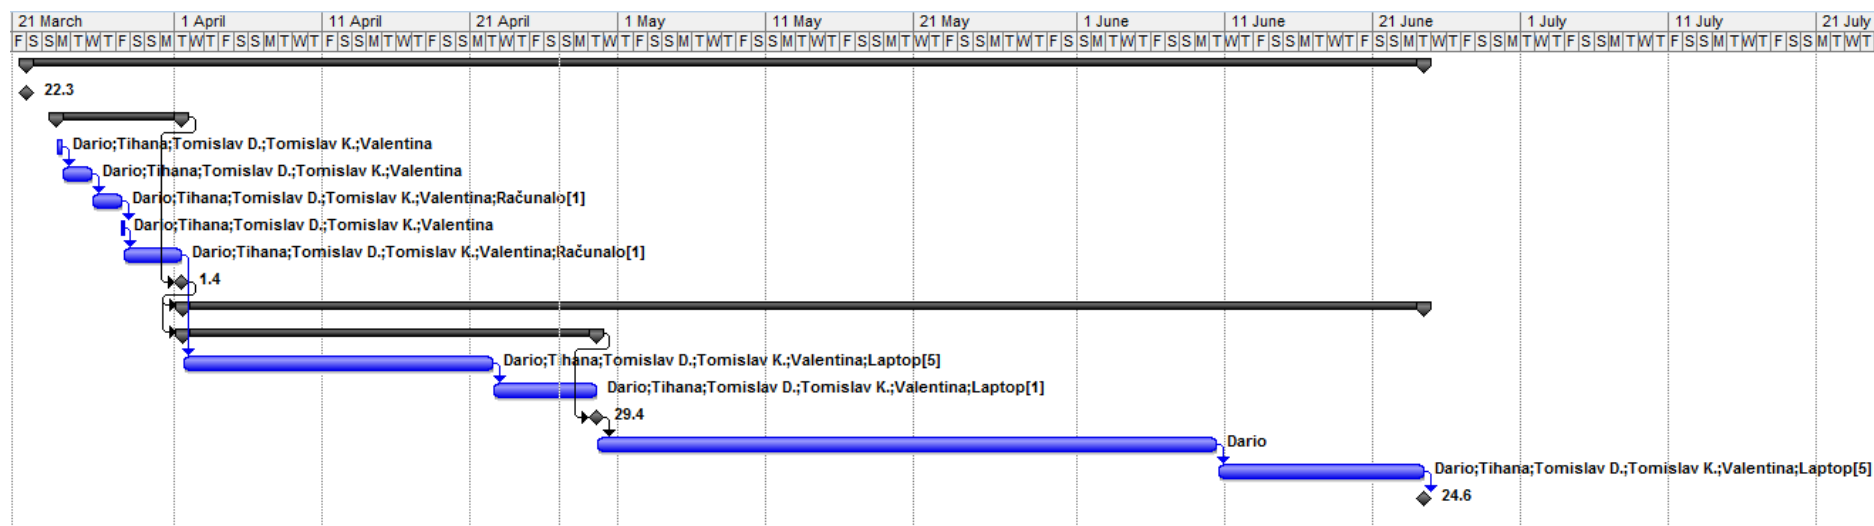 21 March 1 April 11 April 21 April 1 May 11 May 21 May 1 June 11 June 21 June 1 July 11 July 21 July
F S S M T W T F S S M T W T F S S M T W T F S S M T W T F S S M T W T F S S M T W T F S S M T W T F S S M T W T F S S M T W T F S S M T W T F S S M T W T F S S M T W T F S S M T W T F S S M T W T F S S M T W T F S S M T W T F S S M T W T F S S M T W T
22.3
Dario;Tihana;Tomislav D.;Tomislav K.;Valentina
Dario;Tihana;Tomislav D.;Tomislav K.;Valentina
Dario;Tihana;Tomislav D.;Tomislav K.;Valentina;Računalo[1]
Dario;Tihana;Tomislav D.;Tomislav K.;Valentina
Dario;Tihana;Tomislav D.;Tomislav K.;Valentina;Računalo[1]
1.4
Dario;Tihana;Tomislav D.;Tomislav K.;Valentina;Laptop[5]
Dario;Tihana;Tomislav D.;Tomislav K.;Valentina;Laptop[1]
29.4
Dario
Dario;Tihana;Tomislav D.;Tomislav K.;Valentina;Laptop[5]
24.6